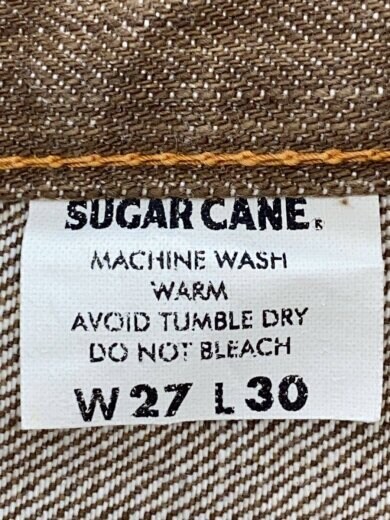 SUGAR CANE®
MACHINE WASH
WARM
AVOID TUMBLE DRY
DO NOT BLEACH
W 27 L 30